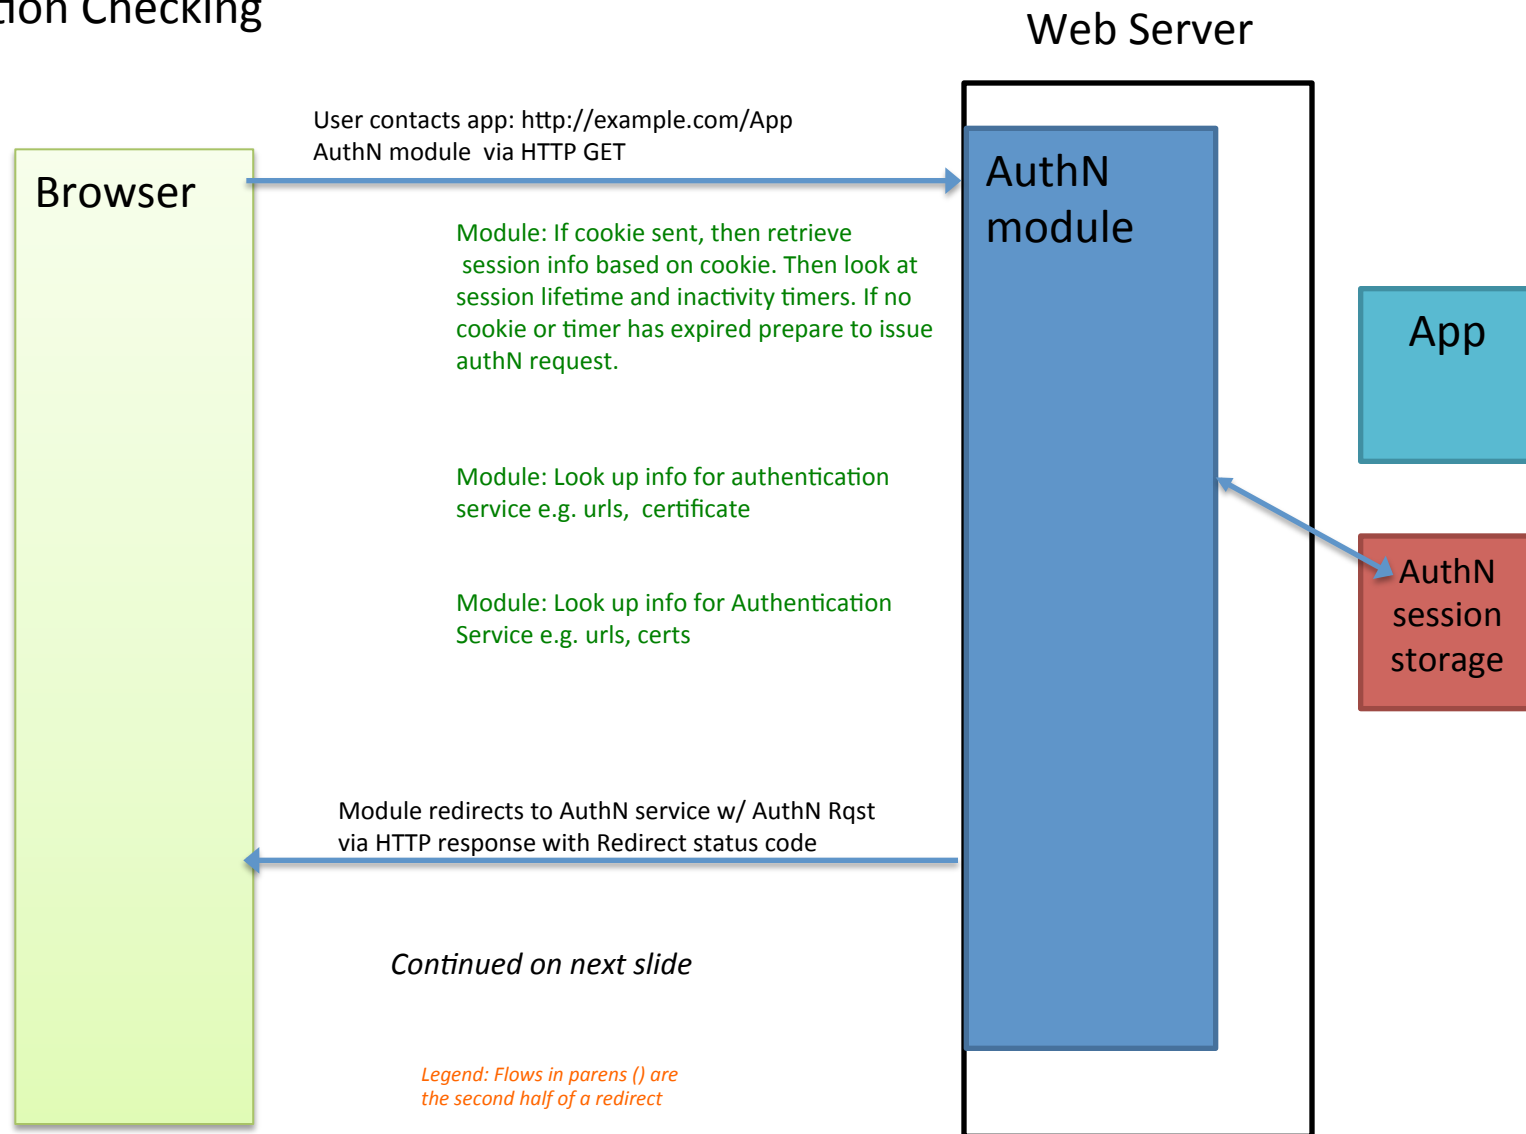 tion Checking
Web Server
User contacts app: http://example.com/App
AuthN module via HTTP GET
Browser
AuthN
module
Module: If cookie sent, then retrieve
session info based on cookie. Then look at
session lifetime and inactivity timers. If no
cookie or timer has expired prepare to issue
authN request.
App
Module: Look up info for authentication
service e.g. urls, certificate
AuthN
session
storage
Module: Look up info for Authentication
Service e.g. urls, certs
Module redirects to AuthN service w/ AuthN Rqst
via HTTP response with Redirect status code
Continued on next slide
Legend: Flows in parens () are
the second half of a redirect